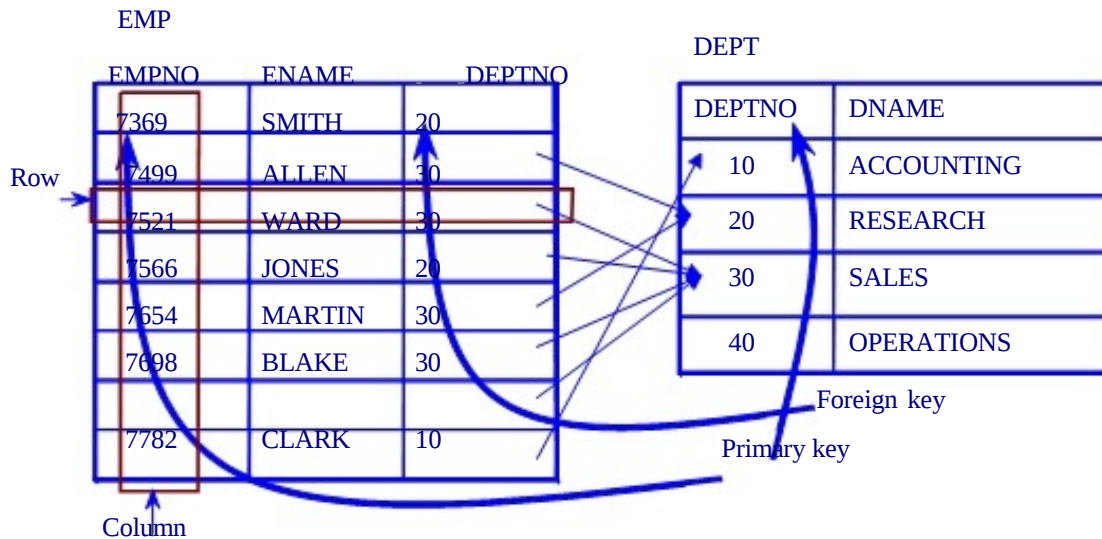 EMP
EMPNO ENAME DEPTNO
7369 SMITH 20
7499 ALLEN 30
7521 WARD 30
7566 JONES 20
7654 MARTIN 30
7698 BLAKE 30
7782 CLARK 10
Row
Column
DEPT
DEPTNO DNAME
10 ACCOUNTING
20 RESEARCH
30 SALES
40 OPERATIONS
Foreign key
Primary key